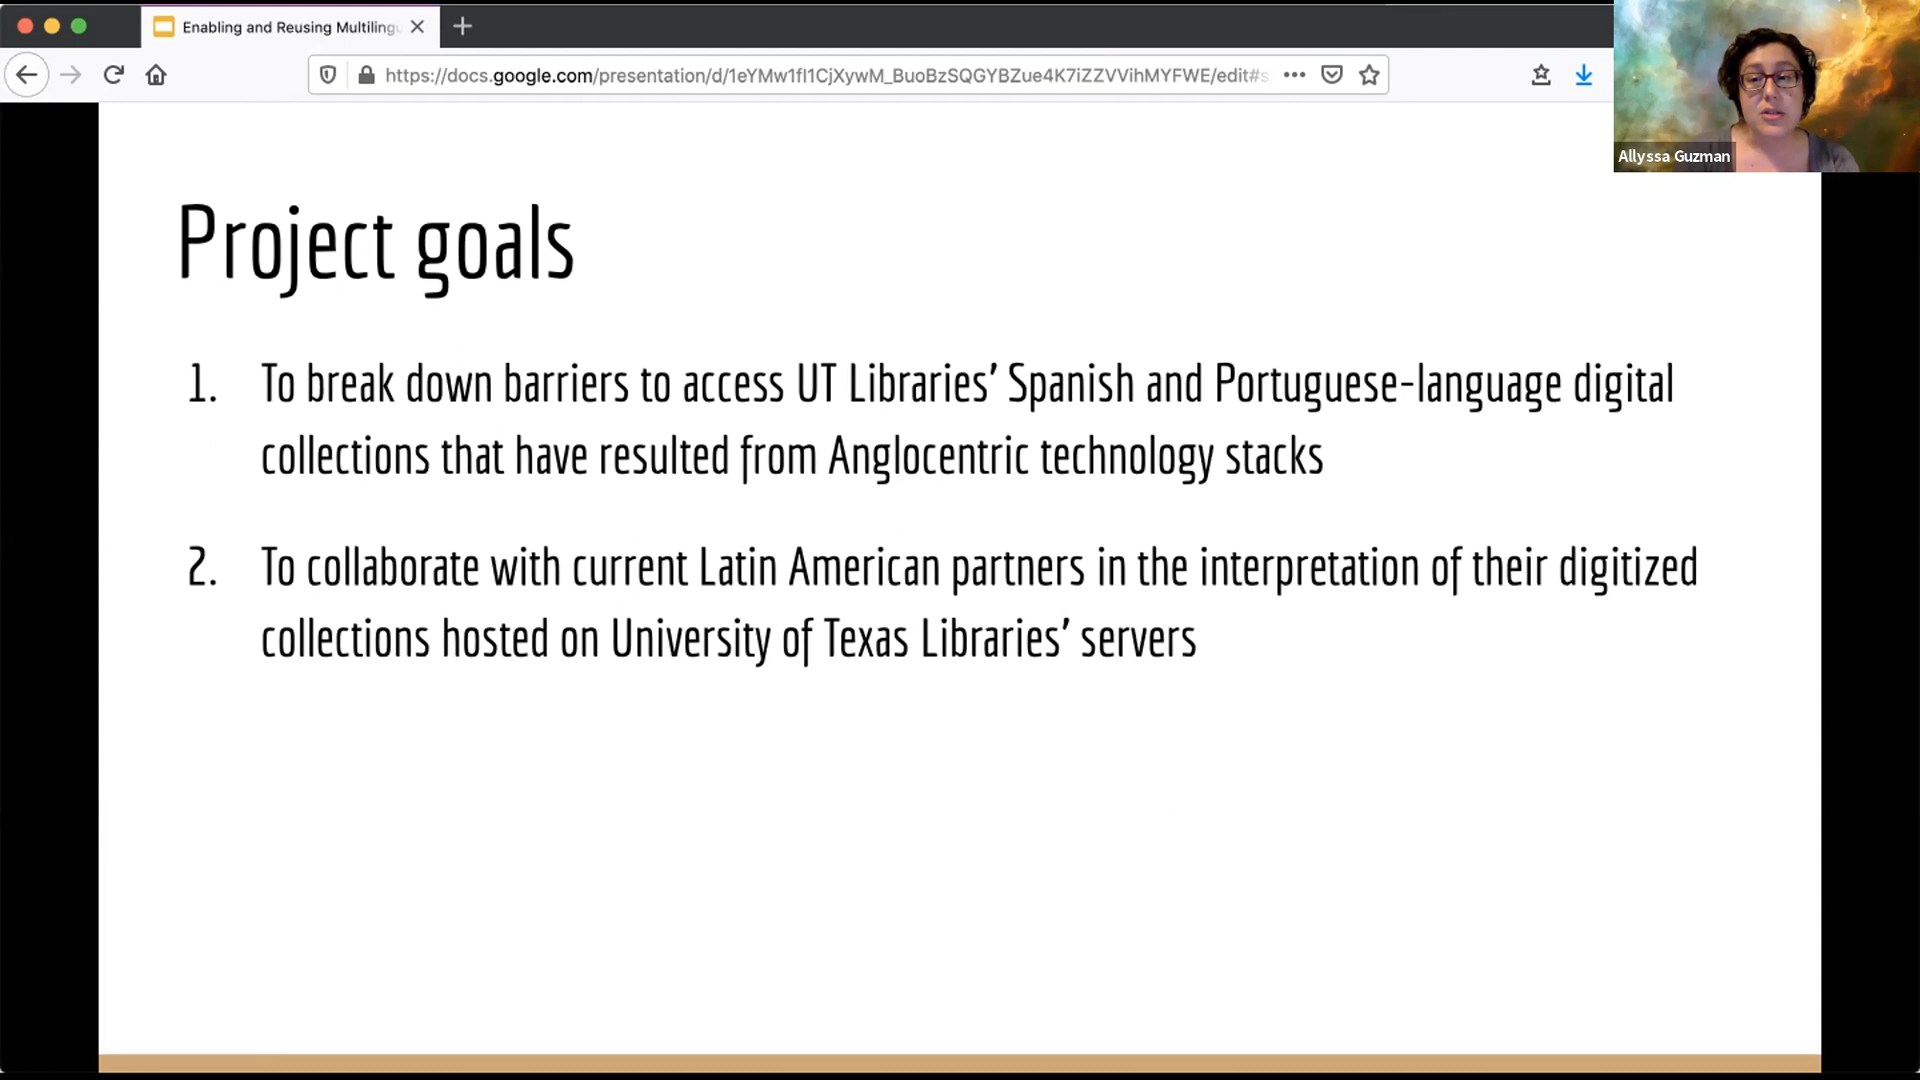 Enabling and Reusing Multiling
https://docs.google.com/presentation/d/1eYMw1fI1CjXywM_BuoBzSQGYBZue4K7iZZVVihMYFWE/edit#s
Allyssa Guzman
Project goals
1. To break down barriers to access UT Libraries’ Spanish and Portuguese-language digital
collections that have resulted from Anglocentric technology stacks
2. To collaborate with current Latin American partners in the interpretation of their digitized
collections hosted on University of Texas Libraries’ servers